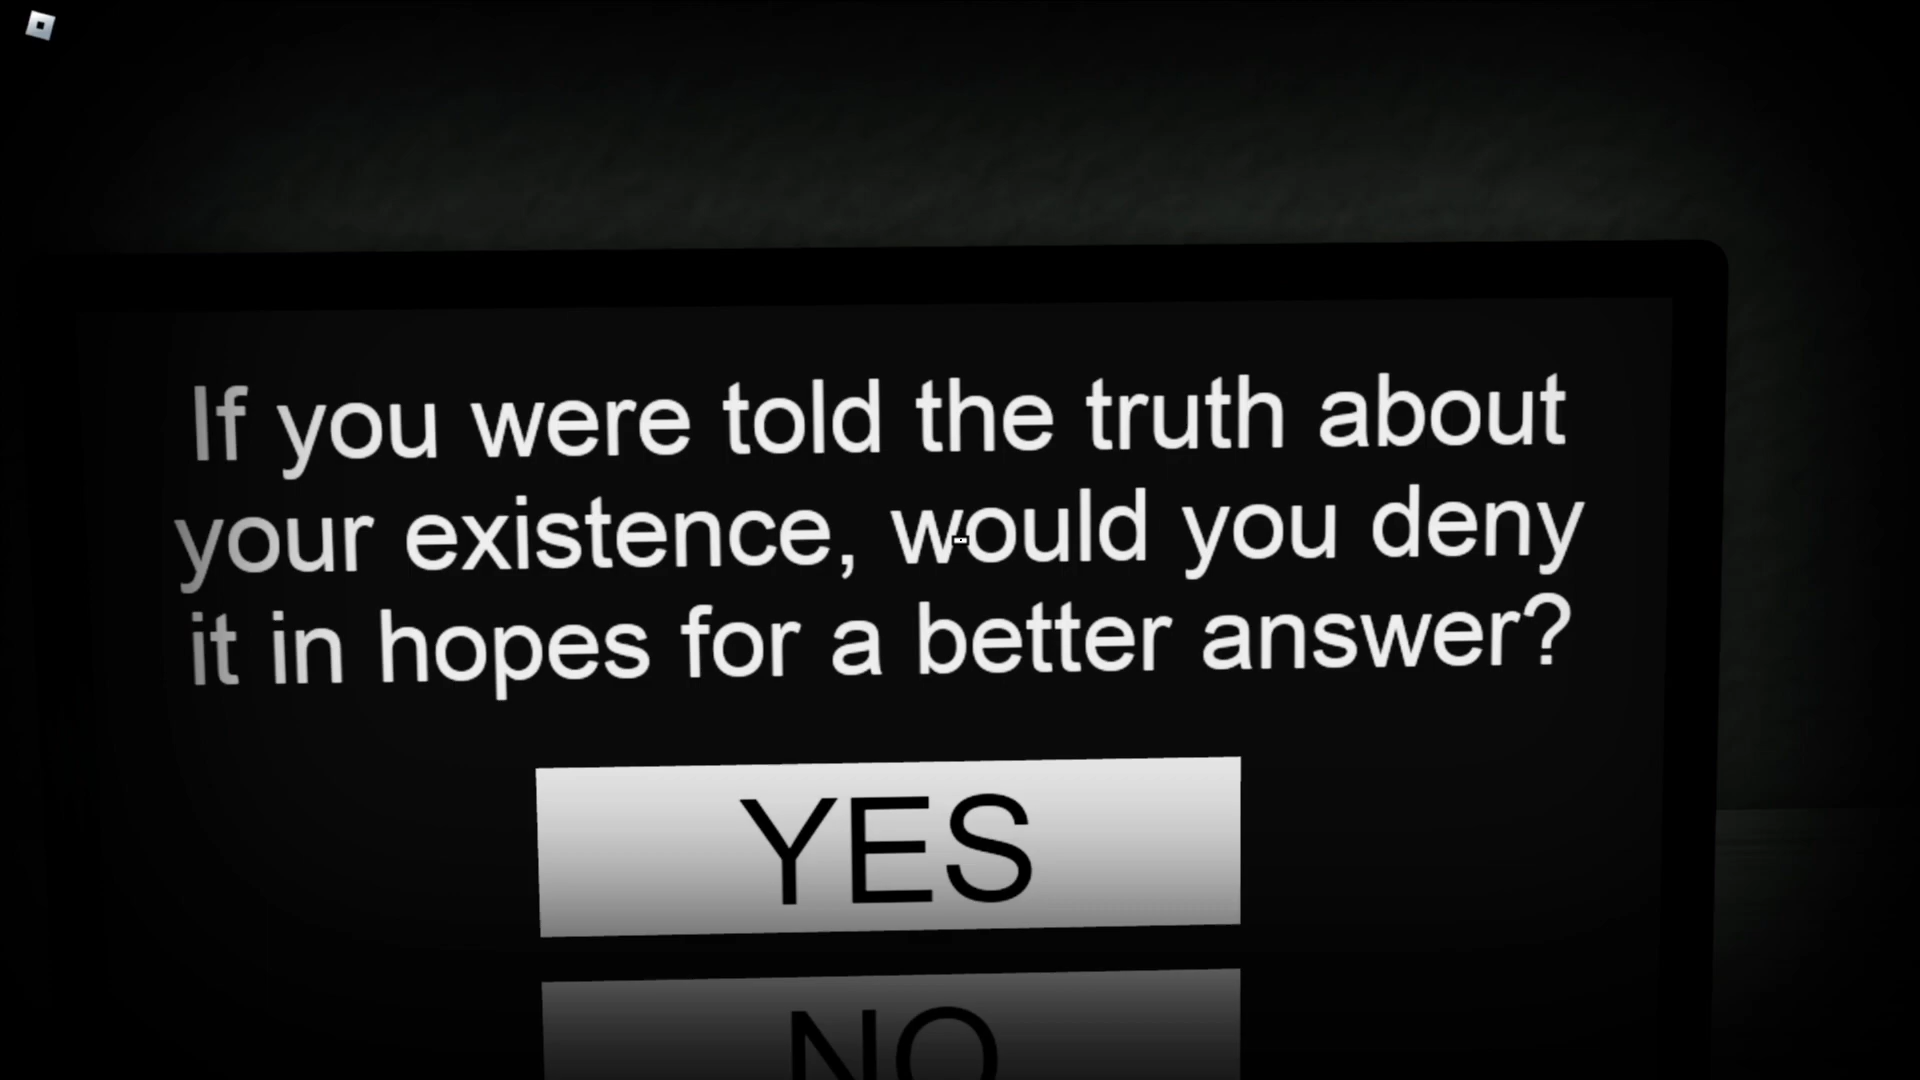 If you were told the truth about
your existence, would you deny
it in hopes for a better answer?
YES
NO